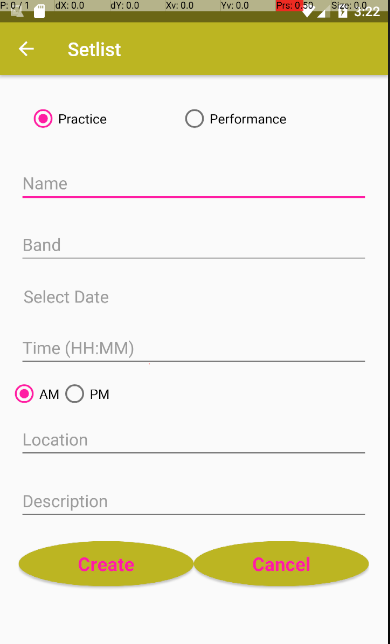 P: 0 / 1 dX: 0.0 dY: 0.0 Xv: 0.0 Yv: 0.0 Prs: 0.50 Size: 0.0
3:22
Setlist
Practice Performance
Name
Band
Select Date
Time (HH:MM)
AM PM
Location
Description
Create Cancel